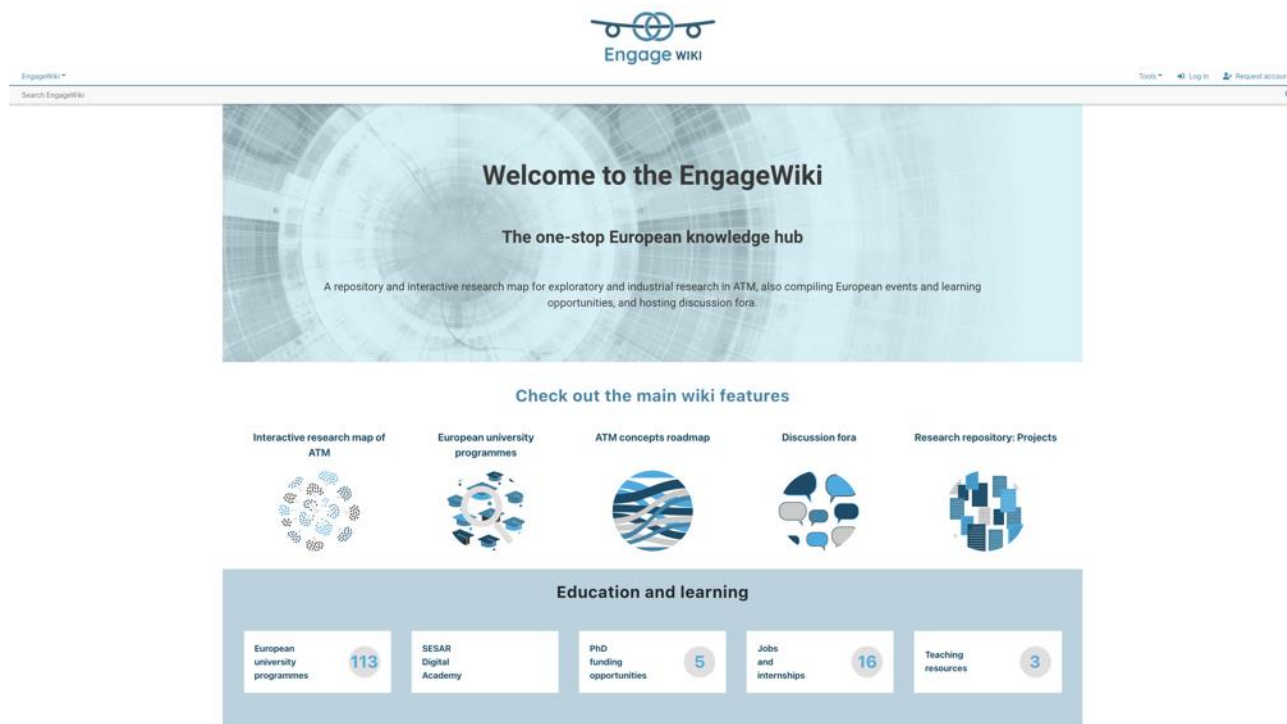 Engage WIKI
EngageWiki
Tools
Log in
Request account
Search EngageWiki
Welcome to the EngageWiki
The one-stop European knowledge hub
A repository and interactive research map for exploratory and industrial research in ATM, also compiling European events and learning
opportunities, and hosting discussion fora.
Check out the main wiki features
Interactive research map of
ATM
European university
programmes
ATM concepts roadmap
Discussion fora
Research repository: Projects
Education and learning
European
university
programmes
113
SESAR
Digital
Academy
PhD
funding
opportunities
5
Jobs
and
internships
16
Teaching
resources
3